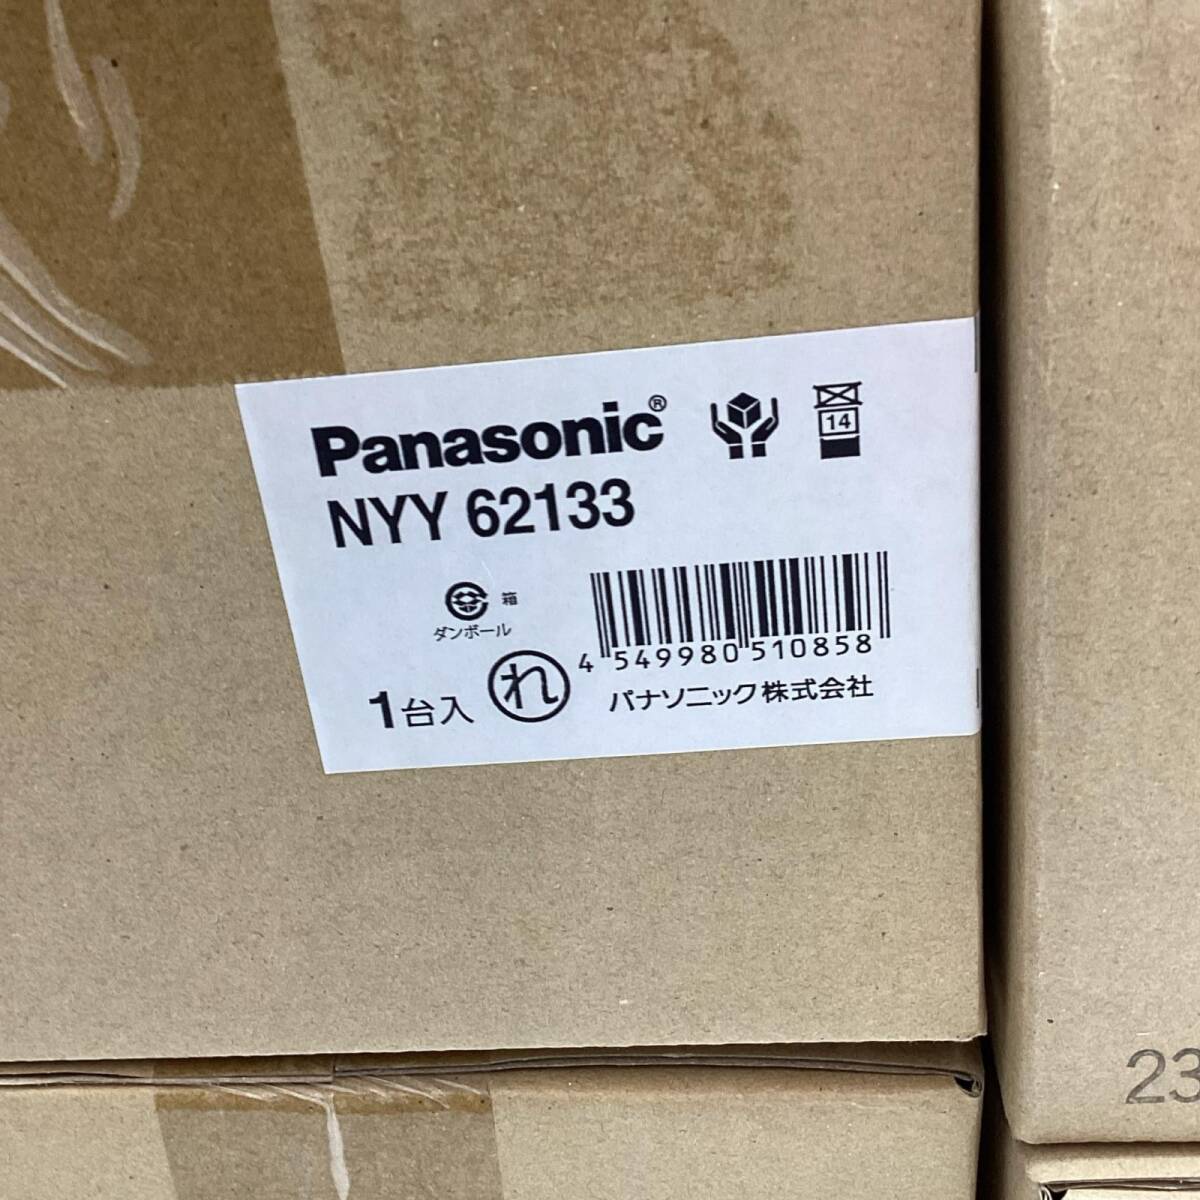 Panasonic®
14
NYY 62133
箱
ダンボール
4 549980 510858
1台入
れ
パナソニック株式会社
23